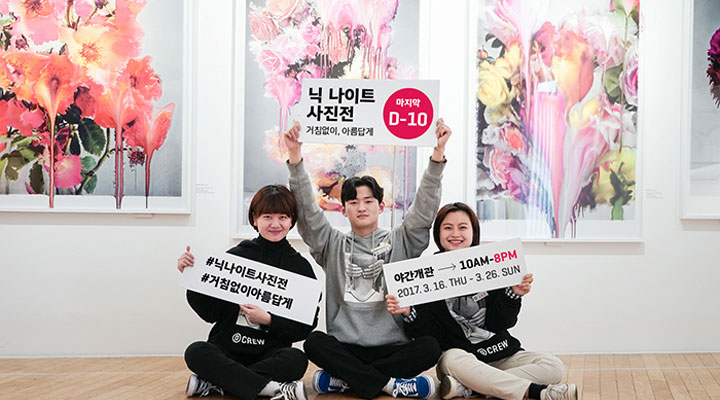 닉 나이트
사진전
거침없이, 아름답게
마지막
D-10
#닉나이트사진전
#거침없이아름답게
야간개관 → 10AM-8PM
2017. 3. 16. THU - 3. 26. SUN
CREW
CREW